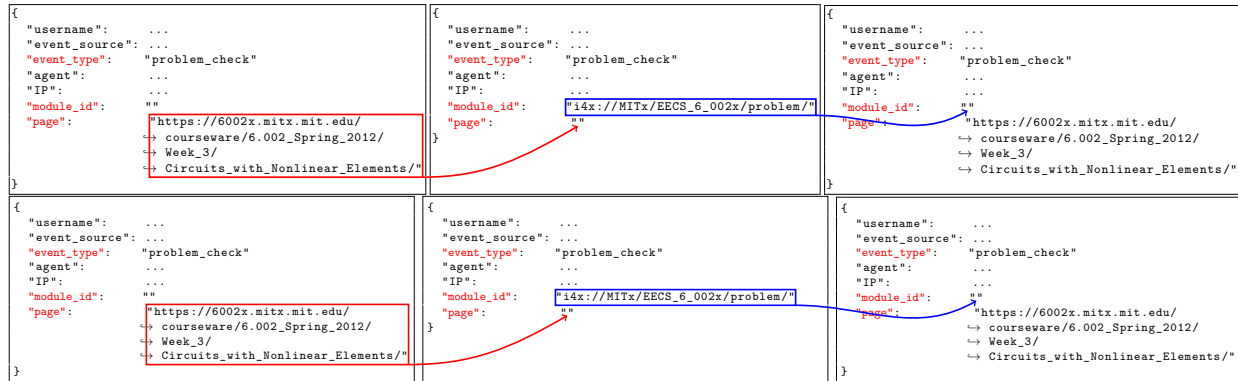 {
"username": ...
"event_source": ...
"event_type": "problem_check"
"agent": ...
"IP": ...
"module_id": ""
"page": "https://6002x.mitx.mit.edu/
↪ courseware/6.002_Spring_2012/
↪ Week_3/
↪ Circuits_with_Nonlinear_Elements/"
}
{
"username": ...
"event_source": ...
"event_type": "problem_check"
"agent": ...
"IP": ...
"module_id": "i4x://MITx/EECS_6_002x/problem/"
"page": ""
}
{
"username": ...
"event_source": ...
"event_type": "problem_check"
"agent": ...
"IP": ...
"module_id": ""
"page": "https://6002x.mitx.mit.edu/
↪ courseware/6.002_Spring_2012/
↪ Week_3/
↪ Circuits_with_Nonlinear_Elements/"
}
{
"username": ...
"event_source": ...
"event_type": "problem_check"
"agent": ...
"IP": ...
"module_id": ""
"page": "https://6002x.mitx.mit.edu/
↪ courseware/6.002_Spring_2012/
↪ Week_3/
↪ Circuits_with_Nonlinear_Elements/"
}
{
"username": ...
"event_source": ...
"event_type": "problem_check"
"agent": ...
"IP": ...
"module_id": "i4x://MITx/EECS_6_002x/problem/"
"page": ""
}
{
"username": ...
"event_source": ...
"event_type": "problem_check"
"agent": ...
"IP": ...
"module_id": ""
"page": "https://6002x.mitx.mit.edu/
↪ courseware/6.002_Spring_2012/
↪ Week_3/
↪ Circuits_with_Nonlinear_Elements/"
}